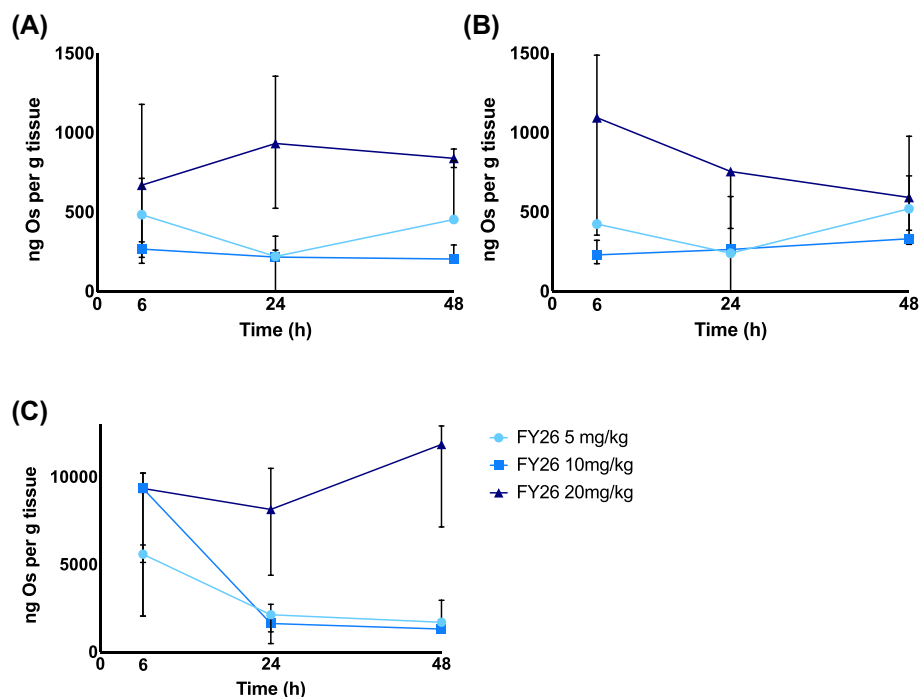 (A)
ng Os per g tissue
1500
1000
500
0
0
6
24
48
Time (h)
(B)
ng Os per g tissue
1500
1000
500
0
0
6
24
48
Time (h)
(C)
ng Os per g tissue
10000
5000
0
0
6
24
48
Time (h)
FY26 5 mg/kg
FY26 10mg/kg
FY26 20mg/kg